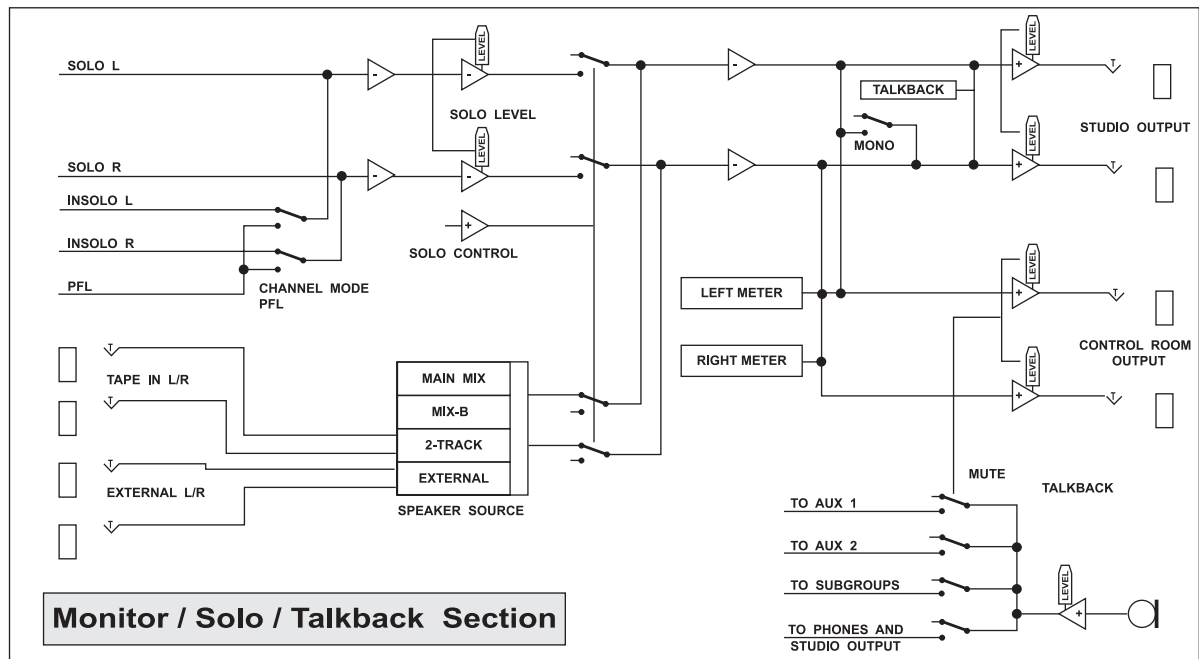 LEVEL
LEVEL
SOLO L
SOLO LEVEL
TALKBACK
STUDIO OUTPUT
MONO
LEVEL
LEVEL
SOLO R
INSOLO L
INSOLO R
SOLO CONTROL
PFL
CHANNEL MODE
PFL
LEVEL
LEFT METER
RIGHT METER
CONTROL ROOM
OUTPUT
LEVEL
T
T
T
T
T
TAPE IN L/R
T
T
EXTERNAL L/R
T
MAIN MIX
MIX-B
2-TRACK
EXTERNAL
SPEAKER SOURCE
MUTE
TALKBACK
TO AUX 1
TO AUX 2
TO SUBGROUPS
TO PHONES AND
STUDIO OUTPUT
LEVEL
- - - -
- -
+ + + + + +
Monitor / Solo / Talkback Section